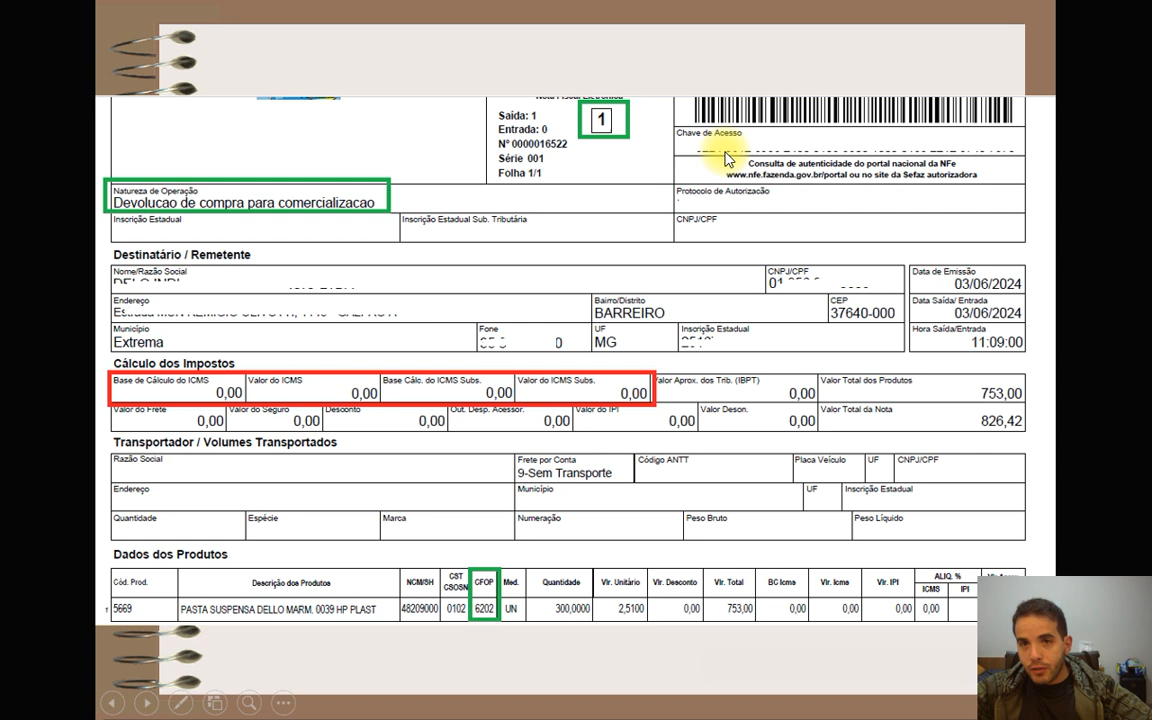 Nota Fiscal Eletrônica
Saída: 1
1
Entrada: 0
Nº 0000016522
Série 001
Folha 1/1
Chave de Acesso
Consulta de autenticidade do portal nacional da NFe
www.nfe.fazenda.gov.br/portal ou no site da Sefaz autorizadora
Natureza de Operação
Devolucao de compra para comercializacao
Protocolo de Autorização
Inscrição Estadual
Inscrição Estadual Sub. Tributária
CNPJ/CPF
Destinatário / Remetente
Nome/Razão Social
CNPJ/CPF
Data de Emissão
03/06/2024
Endereço
Bairro/Distrito
BARREIRO
CEP
37640-000
Data Saída/ Entrada
03/06/2024
Município
Extrema
Fone
0
UF
MG
Inscrição Estadual
Hora Saída/Entrada
11:09:00
Cálculo dos Impostos
Base de Cálculo do ICMS
0,00
Valor do ICMS
0,00
Base Cálc. do ICMS Subs.
0,00
Valor do ICMS Subs.
0,00
Valor Aprox. dos Trib. (IBPT)
0,00
Valor Total dos Produtos
753,00
Valor do Frete
0,00
Valor do Seguro
0,00
Desconto
0,00
Out. Desp. Acessor.
0,00
Valor do IPI
0,00
Valor Deson.
0,00
Valor Total da Nota
826,42
Transportador / Volumes Transportados
Razão Social
Frete por Conta
9-Sem Transporte
Código ANTT
Placa Veículo
UF
CNPJ/CPF
Endereço
Município
UF
Inscrição Estadual
Quantidade
Espécie
Marca
Numeração
Peso Bruto
Peso Líquido
Dados dos Produtos
Cód. Prod. Descrição dos Produtos NCM/SH CST CSOSN CFOP Med. Quantidade Vlr. Unitário Vlr. Desconto Vlr. Total BC Icms Vlr. Icms Vlr. IPI ALIQ. % ICMS IPI
1 5669 PASTA SUSPENSA DELLO MARM. 0039 HP PLAST 48209000 0102 6202 UN 300,0000 2,5100 0,00 753,00 0,00 0,00 0,00 0,00